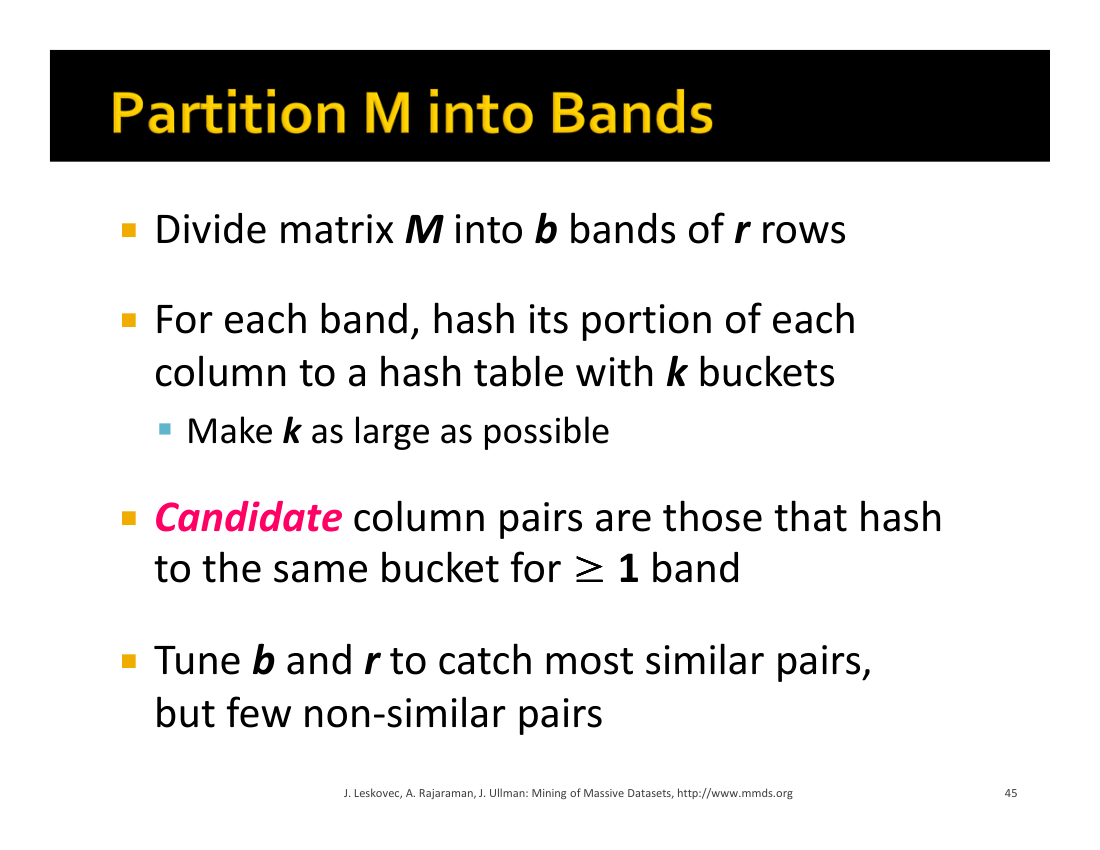 Partition M into Bands
Divide matrix M into b bands of r rows
For each band, hash its portion of each
column to a hash table with k buckets
Make k as large as possible
Candidate column pairs are those that hash
to the same bucket for ≥ 1 band
Tune b and r to catch most similar pairs,
but few non-similar pairs
J. Leskovec, A. Rajaraman, J. Ullman: Mining of Massive Datasets, http://www.mmds.org
45